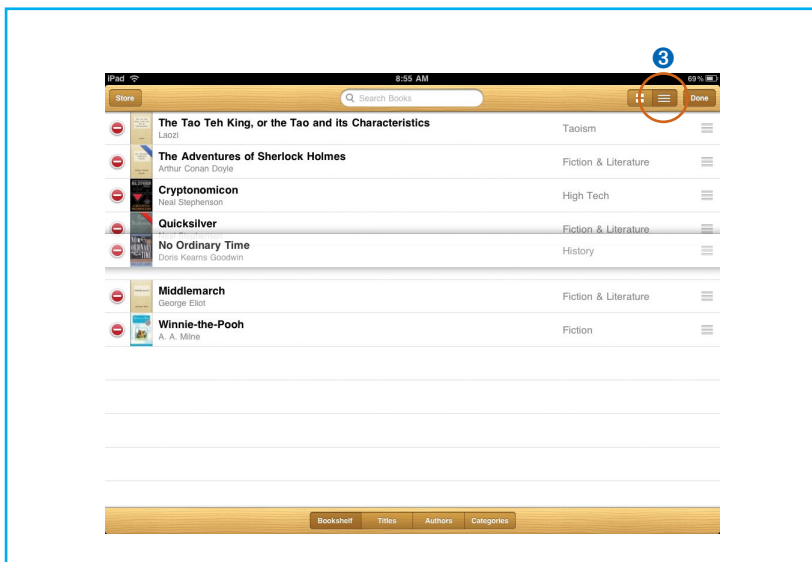 3
iPad 8:55 AM 69%
Store Search Books Done
The Tao Teh King, or the Tao and its Characteristics
Laozi
Taoism
The Adventures of Sherlock Holmes
Arthur Conan Doyle
Fiction & Literature
Cryptonomicon
Neal Stephenson
High Tech
Quicksilver
Fiction & Literature
No Ordinary Time
Doris Kearns Goodwin
History
Middlemarch
George Eliot
Fiction & Literature
Winnie-the-Pooh
A. A. Milne
Fiction
Bookshelf Titles Authors Categories